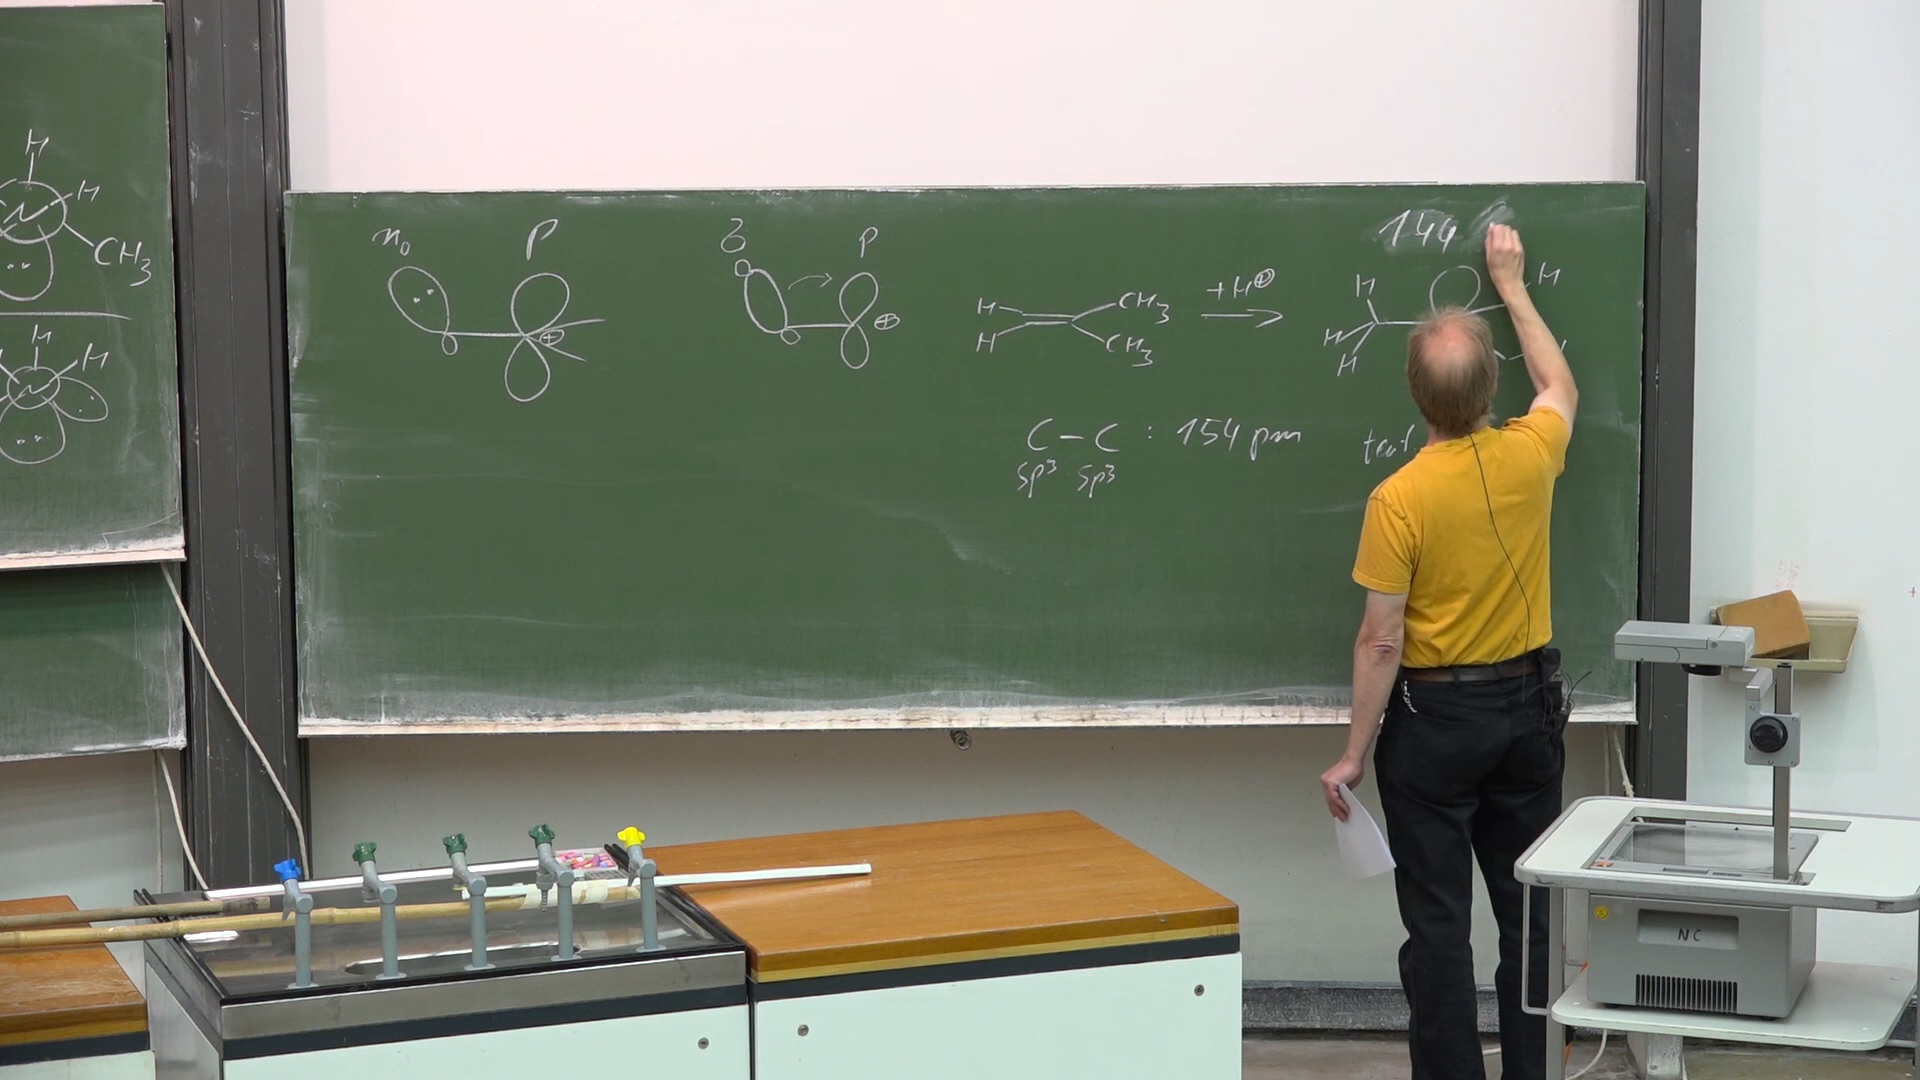 H
H
CH3
H
H
n0 P
σ P
⊕ ⊕
H CH3
H CH3
+H⊕
→
144
H H
H
H
C – C : 154 pm
sp3 sp3
NC